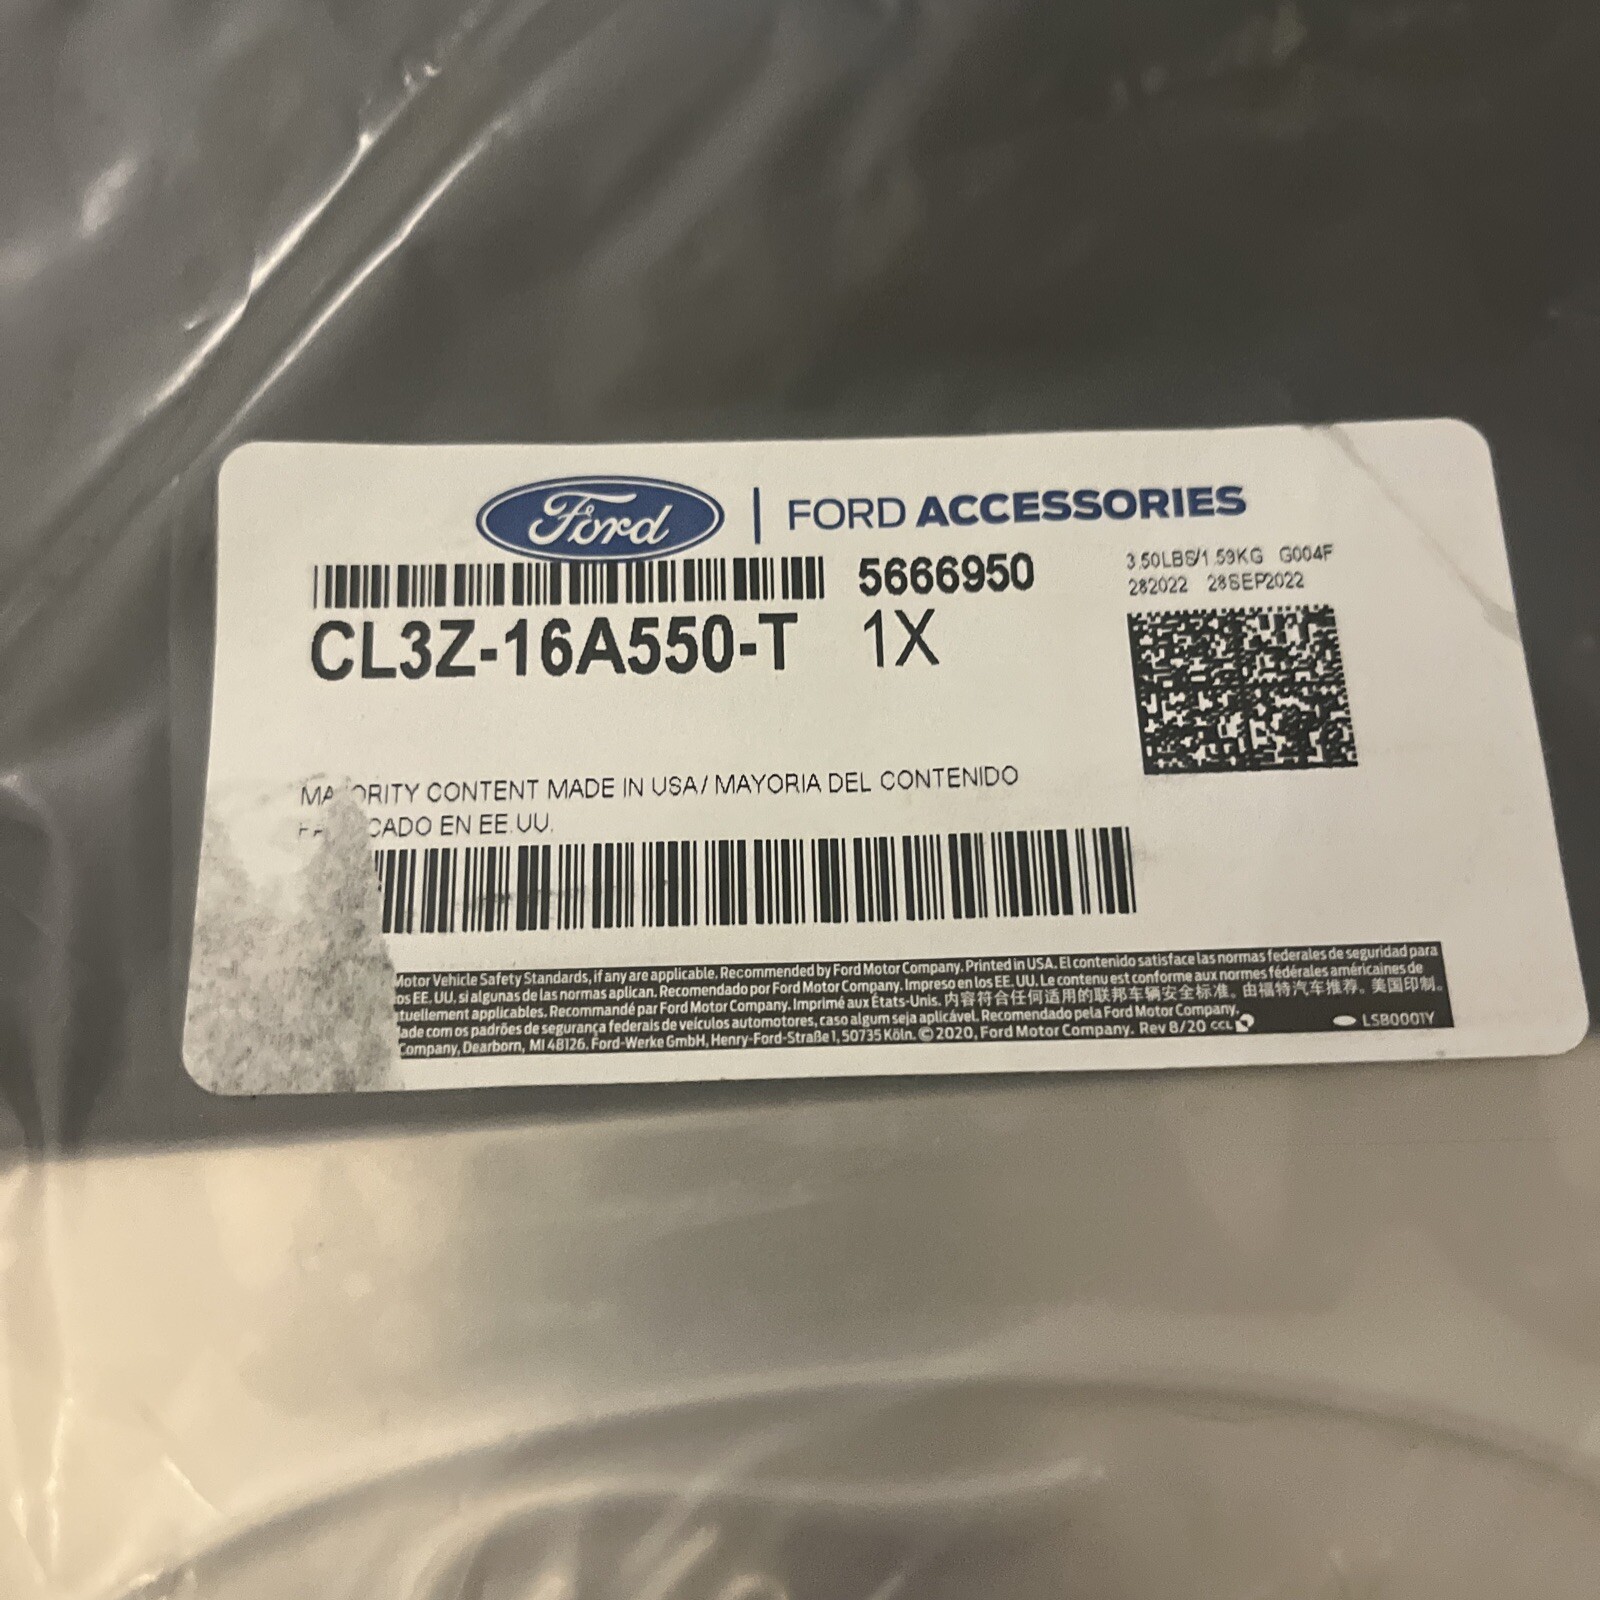 Ford | FORD ACCESSORIES
5666950
3.50LBS/1.59KG G004F
282022 28SEP2022
CL3Z-16A550-T 1X
MAJORITY CONTENT MADE IN USA/ MAYORIA DEL CONTENIDO
EN EE.UU.
Motor Vehicle Safety Standards, if any are applicable. Recommended by Ford Motor Company. Printed in USA. El contenido satisface las normas federales de seguridad para
los EE. UU. si algunas de las normas aplican. Recomendado por Ford Motor Company. Impreso en los EE. UU. Le contenu est conforme aux normes fédérales américaines de
applicables. Recommandé par Ford Motor Company. Imprimé aux États-Unis. 内容符合任何适用的联邦车辆安全标准。由福特汽车推荐。美国印制。
com os padrões de segurança federais de veículos automotores, caso algum seja aplicável. Recomendado pela Ford Motor Company.
Company, Dearborn, MI 48126. Ford-Werke GmbH, Henry-Ford-Straße 1, 50735 Köln. © 2020, Ford Motor Company. Rev 8/20 CCL
LSB0001Y